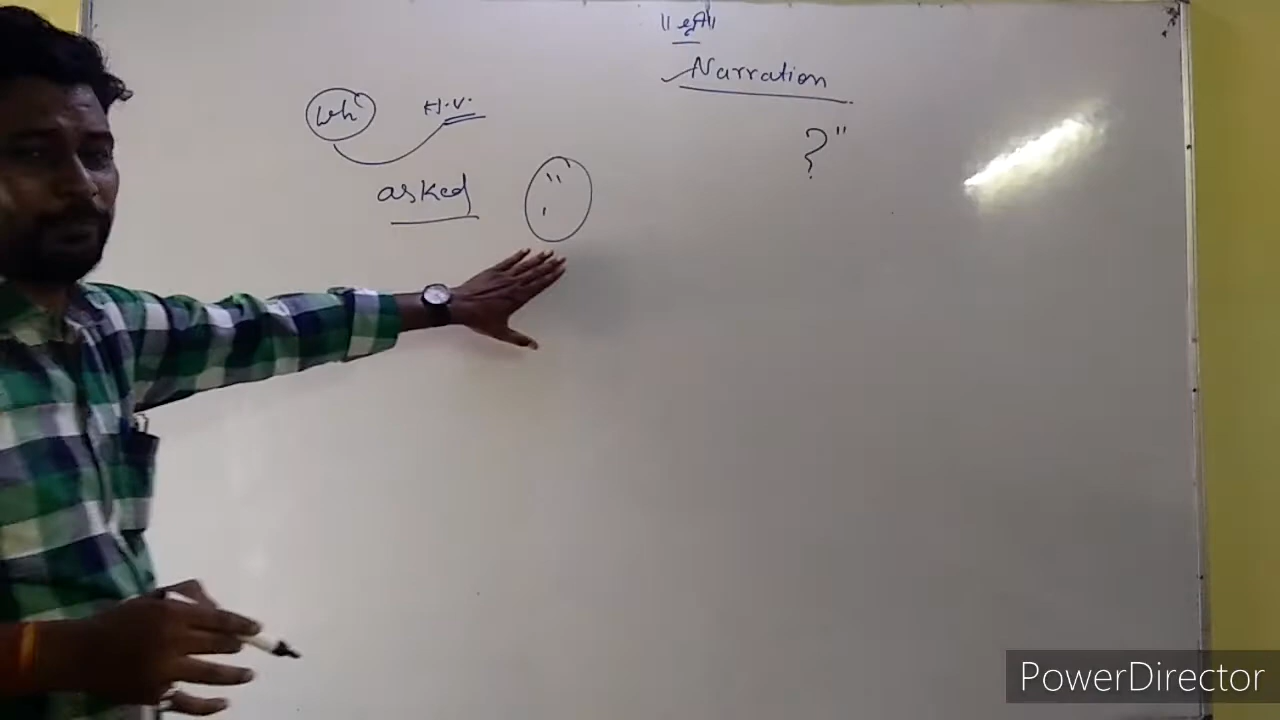 "श्री"
Narration
Wh' H.V.
?"
asked " '
PowerDirector